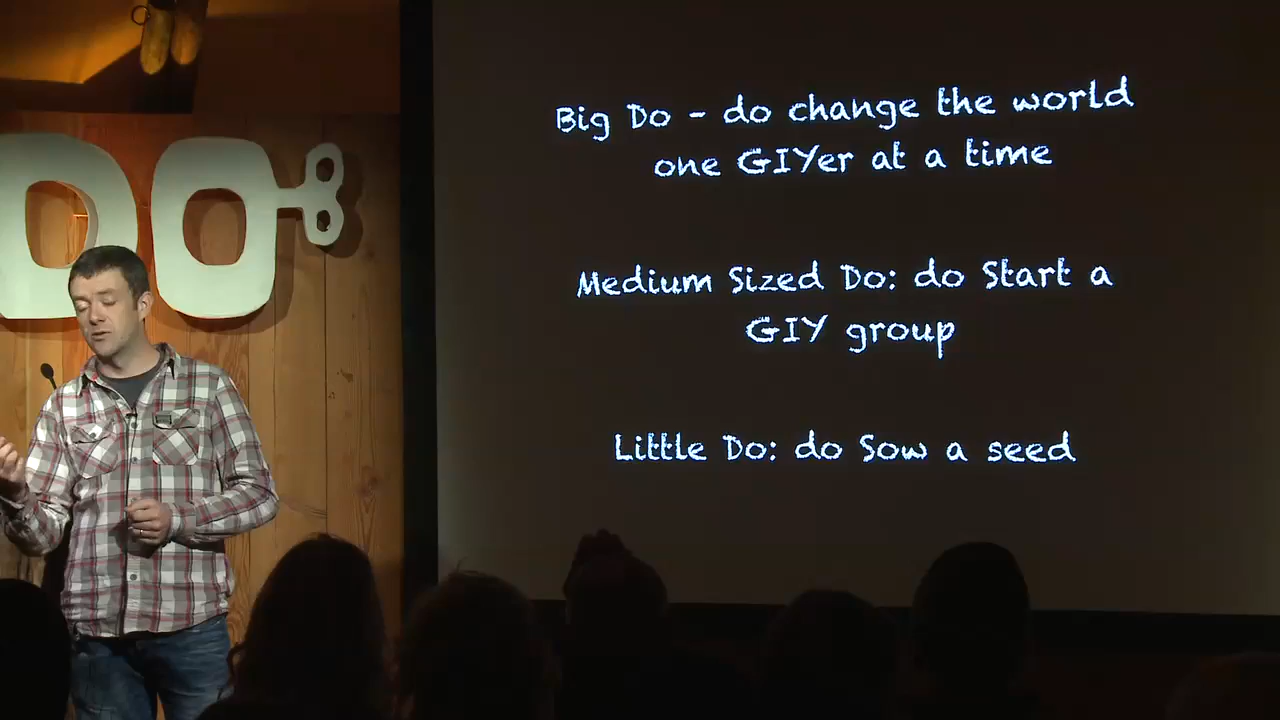 DO
Big Do - do change the world
one GIYer at a time
Medium Sized Do: do Start a
GIY group
Little Do: do Sow a seed